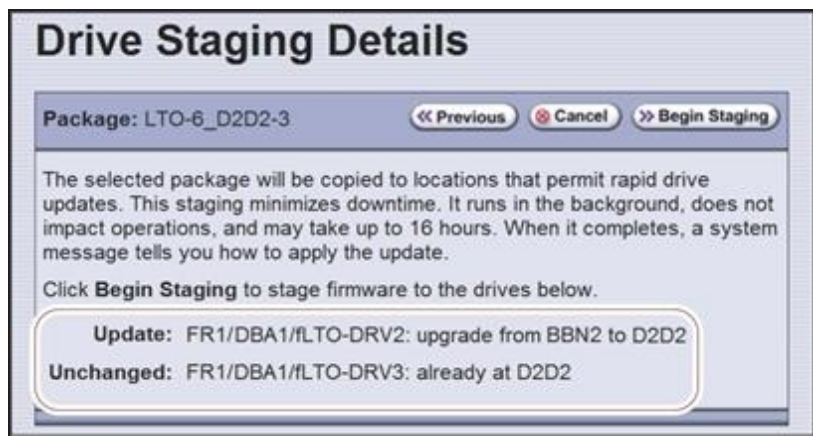 Drive Staging Details
Package: LTO-6_D2D2-3
Previous
Cancel
Begin Staging
The selected package will be copied to locations that permit rapid drive
updates. This staging minimizes downtime. It runs in the background, does not
impact operations, and may take up to 16 hours. When it completes, a system
message tells you how to apply the update.
Click Begin Staging to stage firmware to the drives below.
Update: FR1/DBA1/fLTO-DRV2: upgrade from BBN2 to D2D2
Unchanged: FR1/DBA1/fLTO-DRV3: already at D2D2